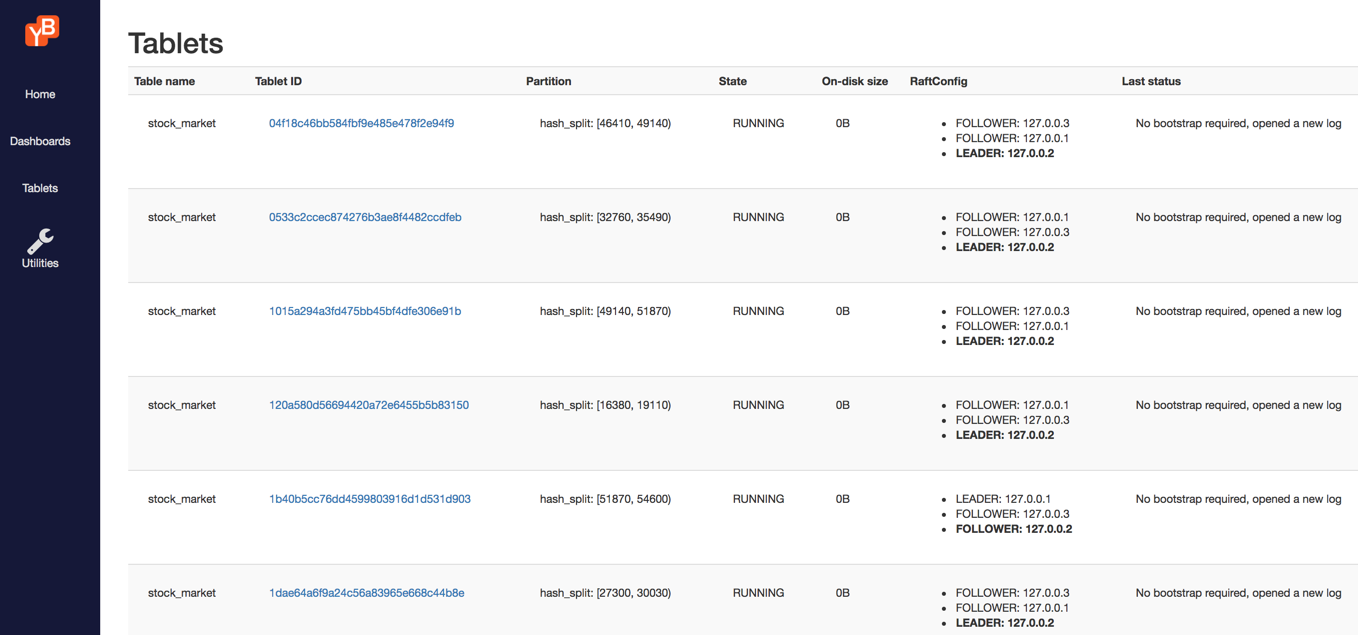 YB
Tablets
Home
Dashboards
Tablets
Utilities
Table name Tablet ID Partition State On-disk size RaftConfig Last status
stock_market 04f18c46bb584fbf9e485e478f2e94f9 hash_split: [46410, 49140) RUNNING 0B FOLLOWER: 127.0.0.3 No bootstrap required, opened a new log
FOLLOWER: 127.0.0.1
LEADER: 127.0.0.2
stock_market 0533c2ccec874276b3ae8f4482ccdfeb hash_split: [32760, 35490) RUNNING 0B FOLLOWER: 127.0.0.1 No bootstrap required, opened a new log
FOLLOWER: 127.0.0.3
LEADER: 127.0.0.2
stock_market 1015a294a3fd475bb45bf4dfe306e91b hash_split: [49140, 51870) RUNNING 0B FOLLOWER: 127.0.0.3 No bootstrap required, opened a new log
FOLLOWER: 127.0.0.1
LEADER: 127.0.0.2
stock_market 120a580d56694420a72e6455b5b83150 hash_split: [16380, 19110) RUNNING 0B FOLLOWER: 127.0.0.1 No bootstrap required, opened a new log
FOLLOWER: 127.0.0.3
LEADER: 127.0.0.2
stock_market 1b40b5cc76dd4599803916d1d531d903 hash_split: [51870, 54600) RUNNING 0B LEADER: 127.0.0.1 No bootstrap required, opened a new log
FOLLOWER: 127.0.0.3
FOLLOWER: 127.0.0.2
stock_market 1dae64a6f9a24c56a83965e668c44b8e hash_split: [27300, 30030) RUNNING 0B FOLLOWER: 127.0.0.3 No bootstrap required, opened a new log
FOLLOWER: 127.0.0.1
LEADER: 127.0.0.2